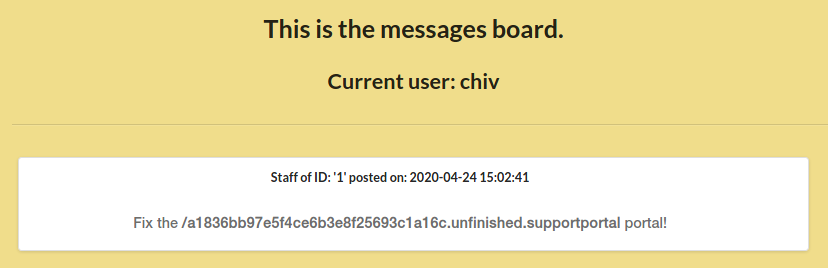 This is the messages board.
Current user: chiv
Staff of ID: '1' posted on: 2020-04-24 15:02:41
Fix the /a1836bb97e5f4ce6b3e8f25693c1a16c.unfinished.supportportal portal!